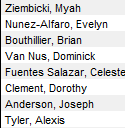 Ziembicki, Myah
Nunez-Alfaro, Evelyn
Bouthillier, Brian
Van Nus, Dominick
Fuentes Salazar, Celeste
Clement, Dorothy
Anderson, Joseph
Tyler, Alexis